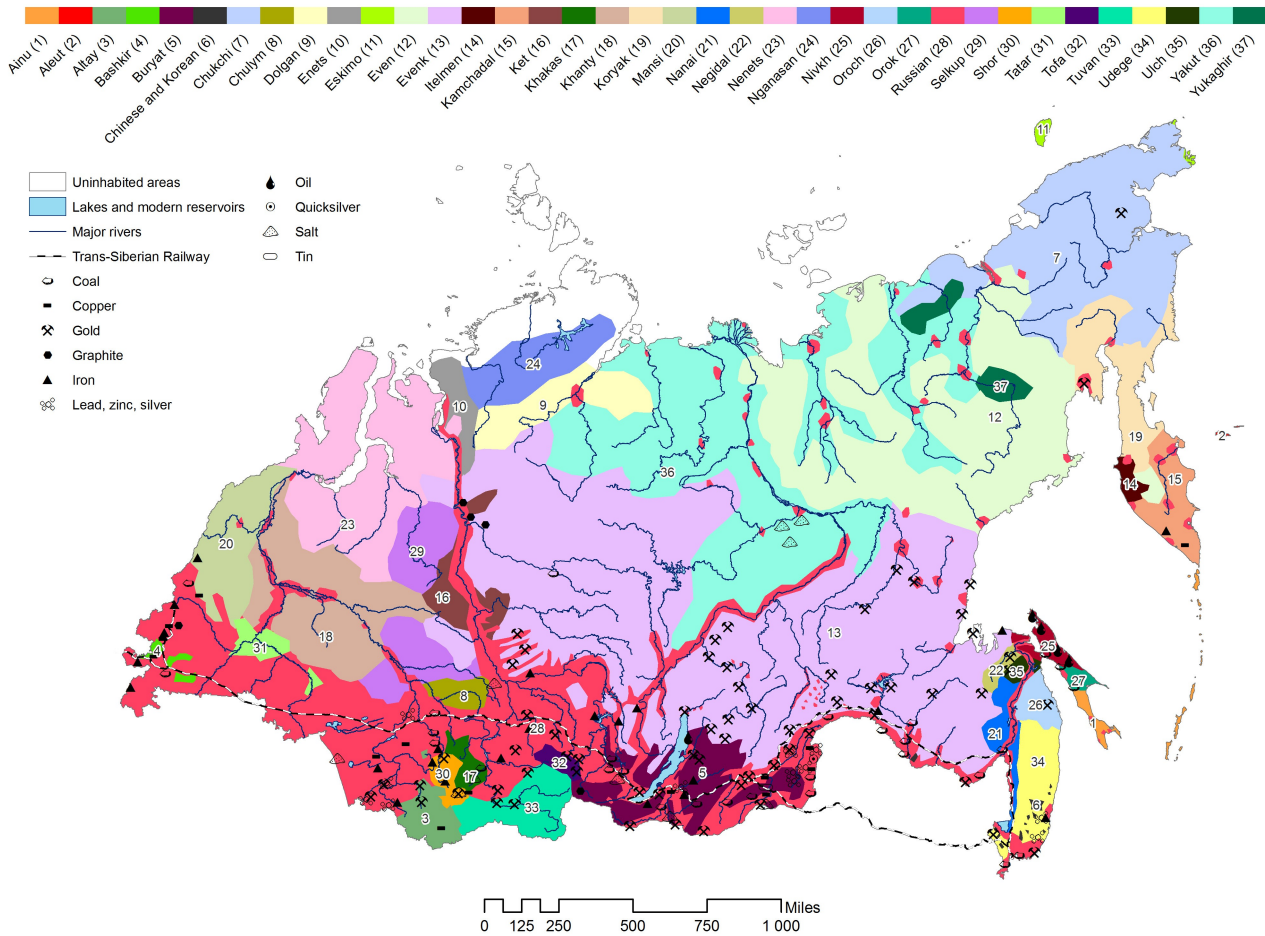 Ainu (1)
Aleut (2)
Altay (3)
Bashkir (4)
Buryat (5)
Chinese and Korean (6)
Chukchi (7)
Chulym (8)
Dolgan (9)
Enets (10)
Eskimo (11)
Even (12)
Evenk (13)
Itelmen (14)
Kamchadal (15)
Ket (16)
Khakas (17)
Khanty (18)
Koryak (19)
Mansi (20)
Nanai (21)
Negidal (22)
Nenets (23)
Nganasan (24)
Nivkh (25)
Oroch (26)
Orok (27)
Russian (28)
Selkup (29)
Shor (30)
Tatar (31)
Tofa (32)
Tuvan (33)
Udege (34)
Ulch (35)
Yakut (36)
Yukaghir (37)
Uninhabited areas
Lakes and modern reservoirs
Major rivers
Trans-Siberian Railway
Coal
Copper
Gold
Graphite
Iron
Lead, zinc, silver
Oil
Quicksilver
Salt
Tin
11
7
24
37
9
10
12
2
19
36
15
14
23
20
29
16
13
18
31
4
25
22
35
27
8
26
1
28
21
34
32
5
30
17
33
6
3
Miles
0 125 250 500 750 1 000